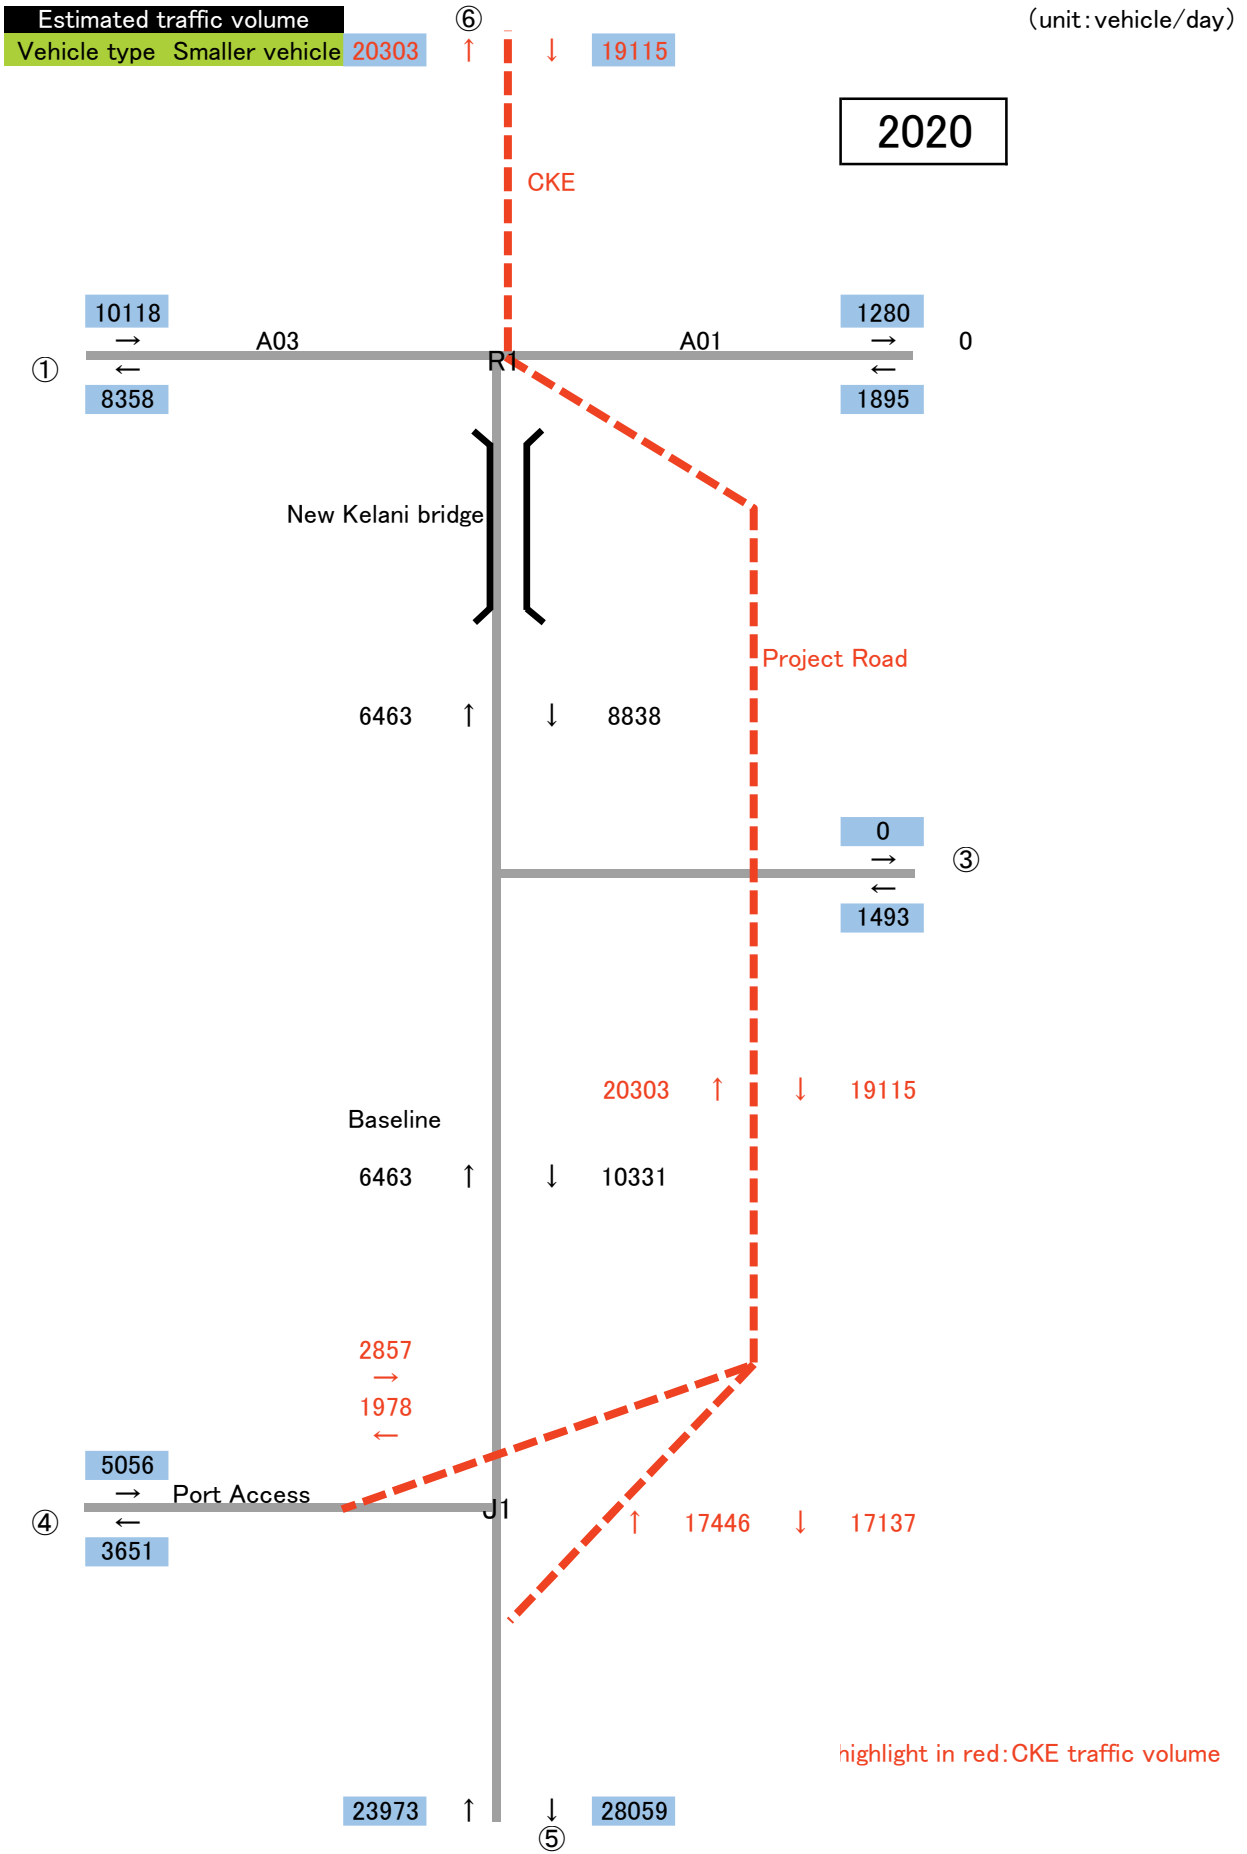 Estimated traffic volume
⑥
(unit:vehicle/day)
Vehicle type Smaller vehicle 20303 ↑ ↓ 19115
2020
CKE
10118
1280
→ A03
A01 → 0
①
R1
←
←
8358
1895
New Kelani bridge
Project Road
6463 ↑ ↓ 8838
0
→ ③
←
1493
20303 ↑ ↓ 19115
Baseline
6463 ↑ ↓ 10331
2857
→
1978
←
5056
→ Port Access
J1
④ ←
↑ 17446 ↓ 17137
3651
highlight in red:CKE traffic volume
23973 ↑ ↓ 28059
⑤